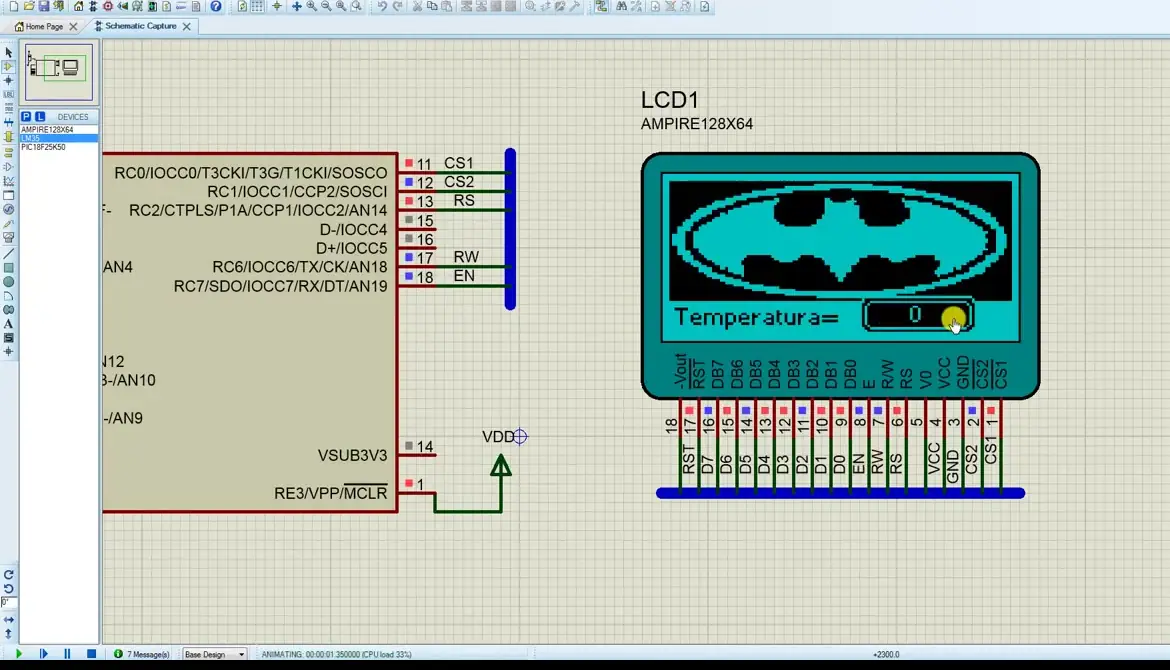 Home Page
Schematic Capture
P L DEVICES
AMPIRE128X64
LM35
PIC18F25K50
LCD1
AMPIRE128X64
RC0/IOCC0/T3CKI/T3G/T1CKI/SOSCO 11 CS1
RC1/IOCC1/CCP2/SOSCI 12 CS2
RC2/CTPLS/P1A/CCP1/IOCC2/AN14 13 RS
D-/IOCC4 15
D+/IOCC5 16
AN4 RC6/IOCC6/TX/CK/AN18 17 RW
RC7/SDO/IOCC7/RX/DT/AN19 18 EN
Temperatura= 0
N12
/AN10
-/AN9
VSUB3V3 14
RE3/VPP/MCLR 1
VDD
-Vout RST DB7 DB6 DB5 DB4 DB3 DB2 DB1 DB0 E R/W RS V0 VCC GND CS2 CS1
18 17 16 15 14 13 12 11 10 9 8 7 6 5 4 3 2 1
RST D7 D6 D5 D4 D3 D2 D1 D0 EN RW RS VCC GND CS2 CS1
7 Message(s)
Base Design
ANIMATING: 00:00:01.350000 (CPU load 33%)
+2300.0